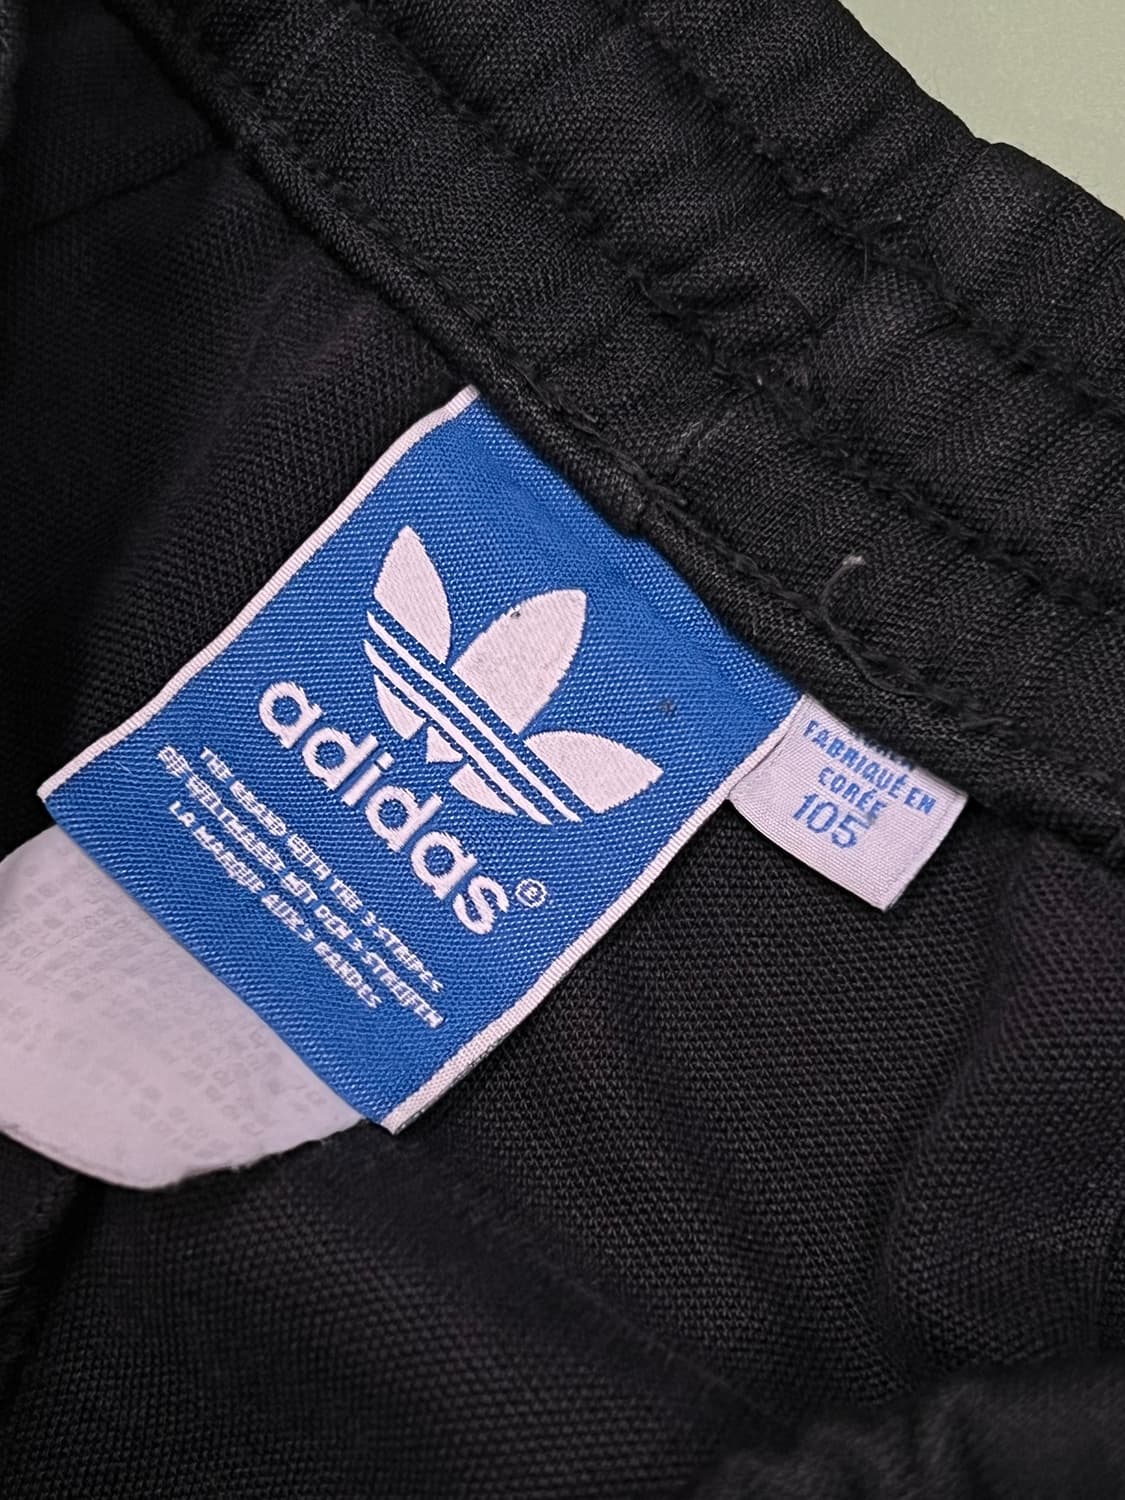 adidas®
THE BRAND WITH THE 3 STRIPES
DIE WELTMARKE MIT DEN 3 STREIFEN
LA MARQUE AUX 3 BANDES
FABRIQUÉ EN
CORÉE
105